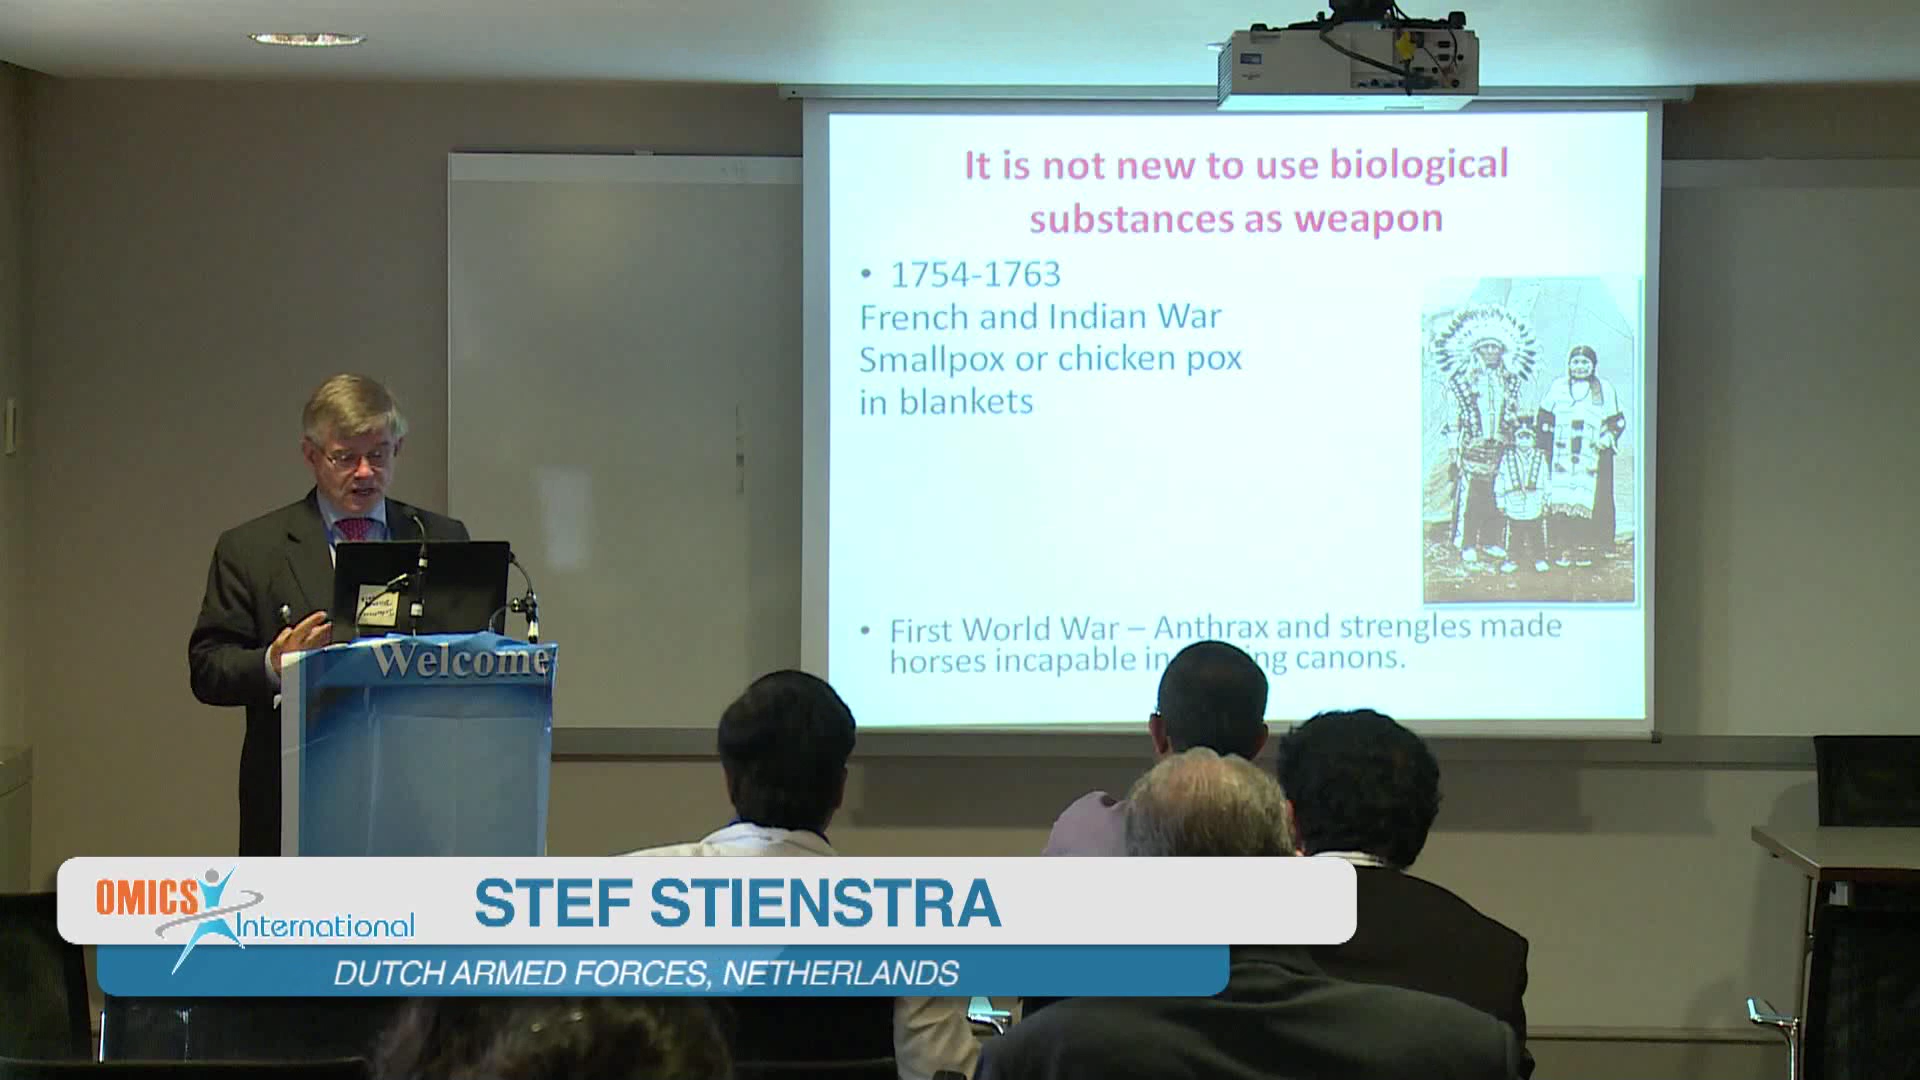 It is not new to use biological
substances as weapon
• 1754-1763
French and Indian War
Smallpox or chicken pox
in blankets
• First World War – Anthrax and strengles made
horses incapable in ng canons.
Welcome
OMICS International
STEF STIENSTRA
DUTCH ARMED FORCES, NETHERLANDS